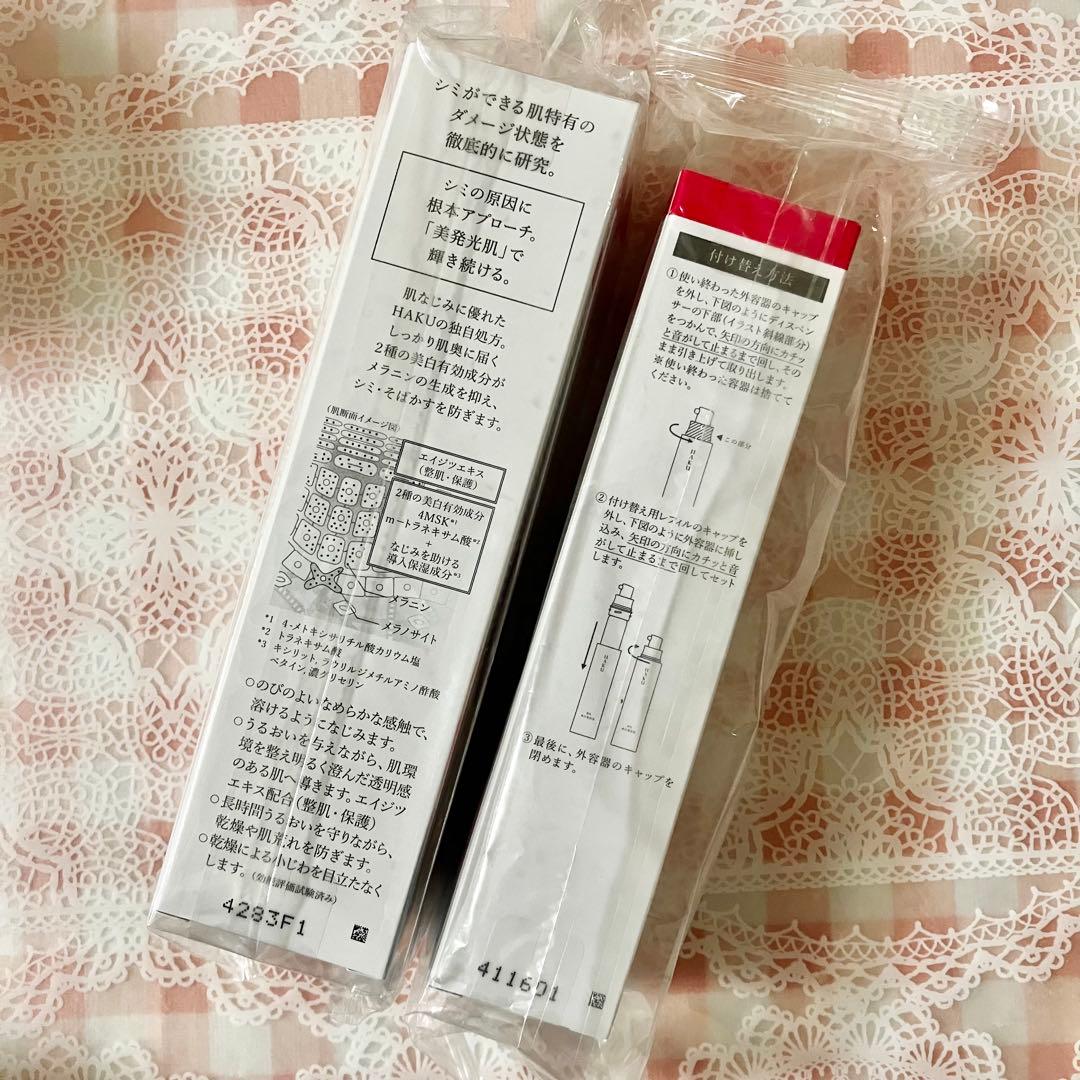 シミができる肌特有の
ダメージ状態を
徹底的に研究。
シミの原因に
根本アプローチ。
「美発光肌」で
輝き続ける。
肌なじみに優れた
HAKUの独自処方。
しっかり肌奥に届く
2種の美白有効成分が
メラニンの生成を抑え、
シミ・そばかすを防ぎます。
(肌断面イメージ図)
エイジツエキス
(整肌・保護)
2種の美白有効成分
4MSK*1
m-トラネキサム酸*2
+
なじみを助ける
導入保湿成分*3
メラニン
メラノサイト
*1 4-メトキシサリチル酸カリウム塩
*2 トラネキサム酸
*3 キシリット, ラウリルジメチルアミノ酢酸
ベタイン, 濃グリセリン
○のびのよいなめらかな感触で、
溶けるようになじみます。
○うるおいを与えながら、肌環
境を整え明るく澄んだ透明感
のある肌へ導きます。エイジツ
エキス配合(整肌・保護)
○長時間うるおいを守りながら、
乾燥や肌荒れを防ぎます。
○乾燥による小じわを目立たなく
します。(効能評価試験済み)
4283F1
付け替え方法
①使い終わった外容器のキャップ
を外し、下図のようにディスペン
サーの下部(イラスト斜線部分)
をつかんで、矢印の方向にカチッ
と音がして止まるまで回し、その
まま引き上げて取り出します。
※使い終わった容器は捨てて
ください。
この部分
HAKU
②付け替え用レフィルのキャップを
外し、下図のように外容器に挿し
込み、矢印の方向にカチッと音
がして止まるまで回してセット
します。
HAKU
HAKU
③最後に、外容器のキャップを
閉めます。
4116D1